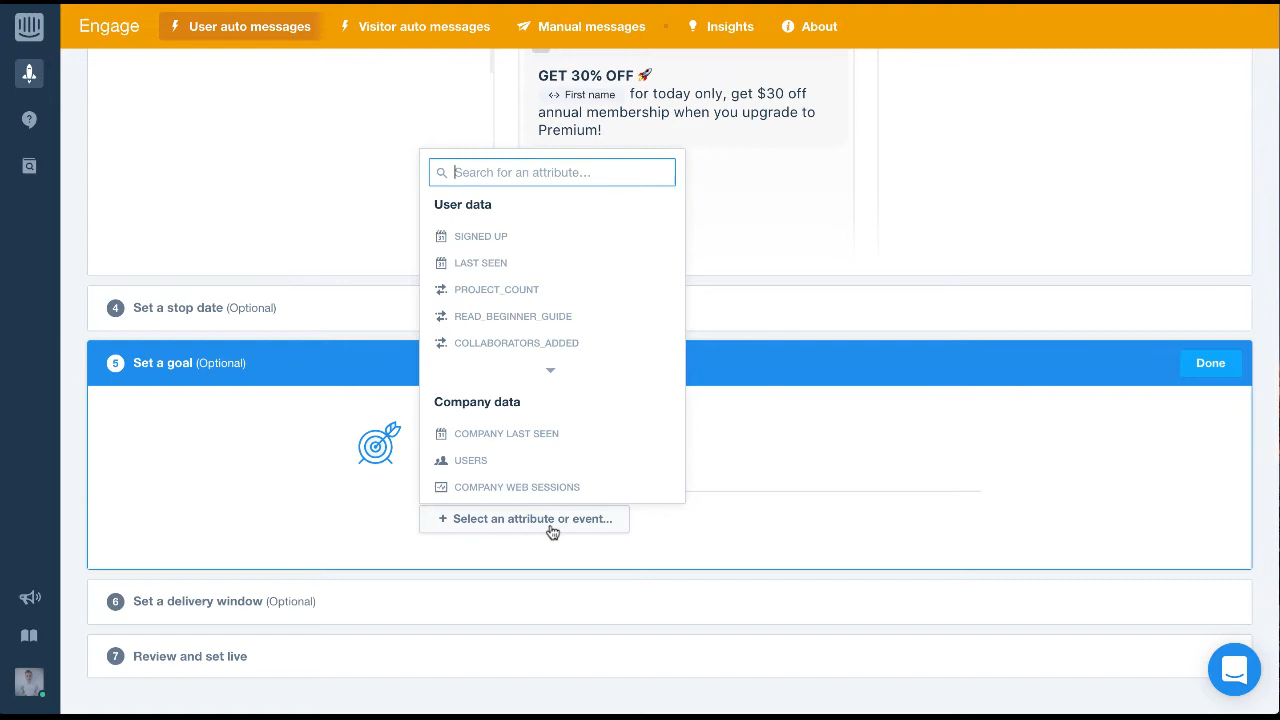 Engage
User auto messages
Visitor auto messages
Manual messages
Insights
About
GET 30% OFF 🚀
First name for today only, get $30 off
annual membership when you upgrade to
Premium!
Search for an attribute...
User data
SIGNED UP
LAST SEEN
PROJECT_COUNT
READ_BEGINNER_GUIDE
COLLABORATORS_ADDED
Company data
COMPANY LAST SEEN
USERS
COMPANY WEB SESSIONS
+ Select an attribute or event...
4 Set a stop date (Optional)
5 Set a goal (Optional)
Done
6 Set a delivery window (Optional)
7 Review and set live